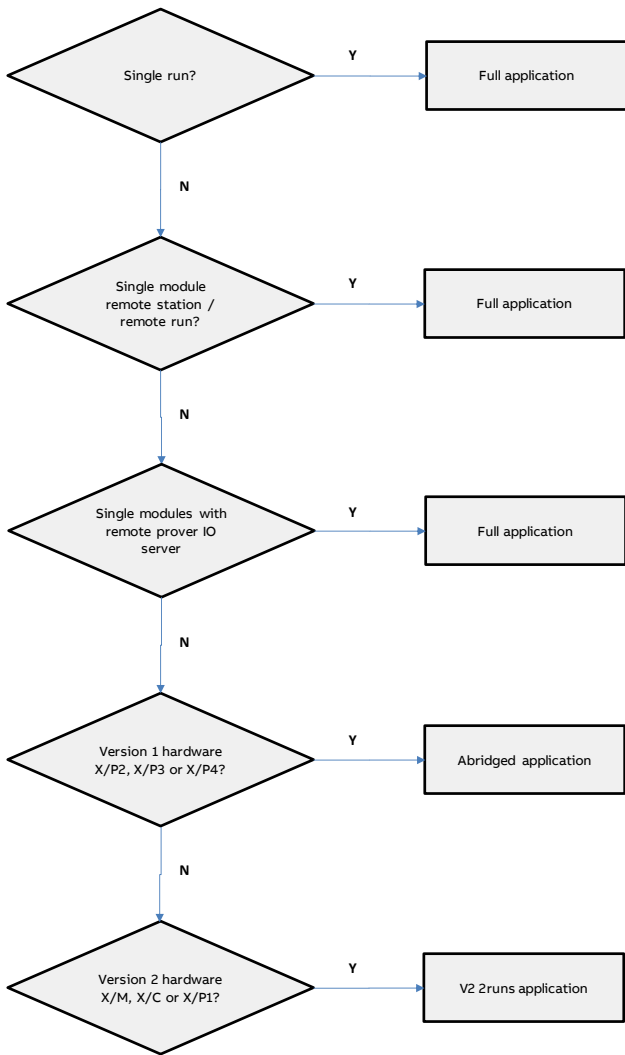 Single run?
Y
Full application
N
Single module
remote station /
remote run?
Y
Full application
N
Single modules with
remote prover IO
server
Y
Full application
N
Version 1 hardware
X/P2, X/P3 or X/P4?
Y
Abridged application
N
Version 2 hardware
X/M, X/C or X/P1?
Y
V2 2runs application